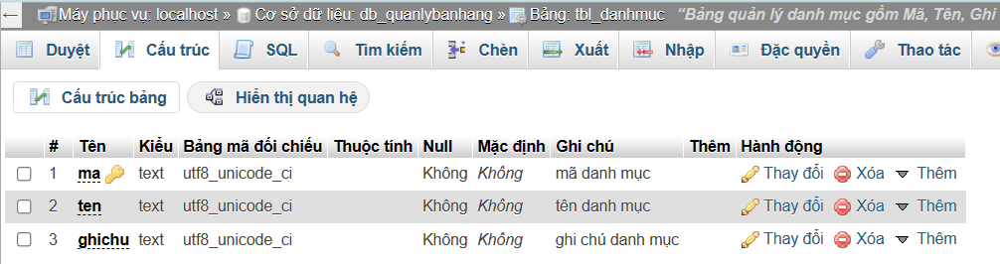 Máy phục vụ: localhost » Cơ sở dữ liệu: db_quanlybanhang » Bảng: tbl_danhmuc “Bảng quản lý danh mục gồm Mã, Tên, Ghi
Duyệt Cấu trúc SQL Tìm kiếm Chèn Xuất Nhập Đặc quyền Thao tác
Cấu trúc bảng Hiển thị quan hệ
# Tên Kiểu Bảng mã đối chiếu Thuộc tính Null Mặc định Ghi chú Thêm Hành động
1 ma text utf8_unicode_ci Không Không mã danh mục Thay đổi Xóa Thêm
2 ten text utf8_unicode_ci Không Không tên danh mục Thay đổi Xóa Thêm
3 ghichu text utf8_unicode_ci Không Không ghi chú danh mục Thay đổi Xóa Thêm